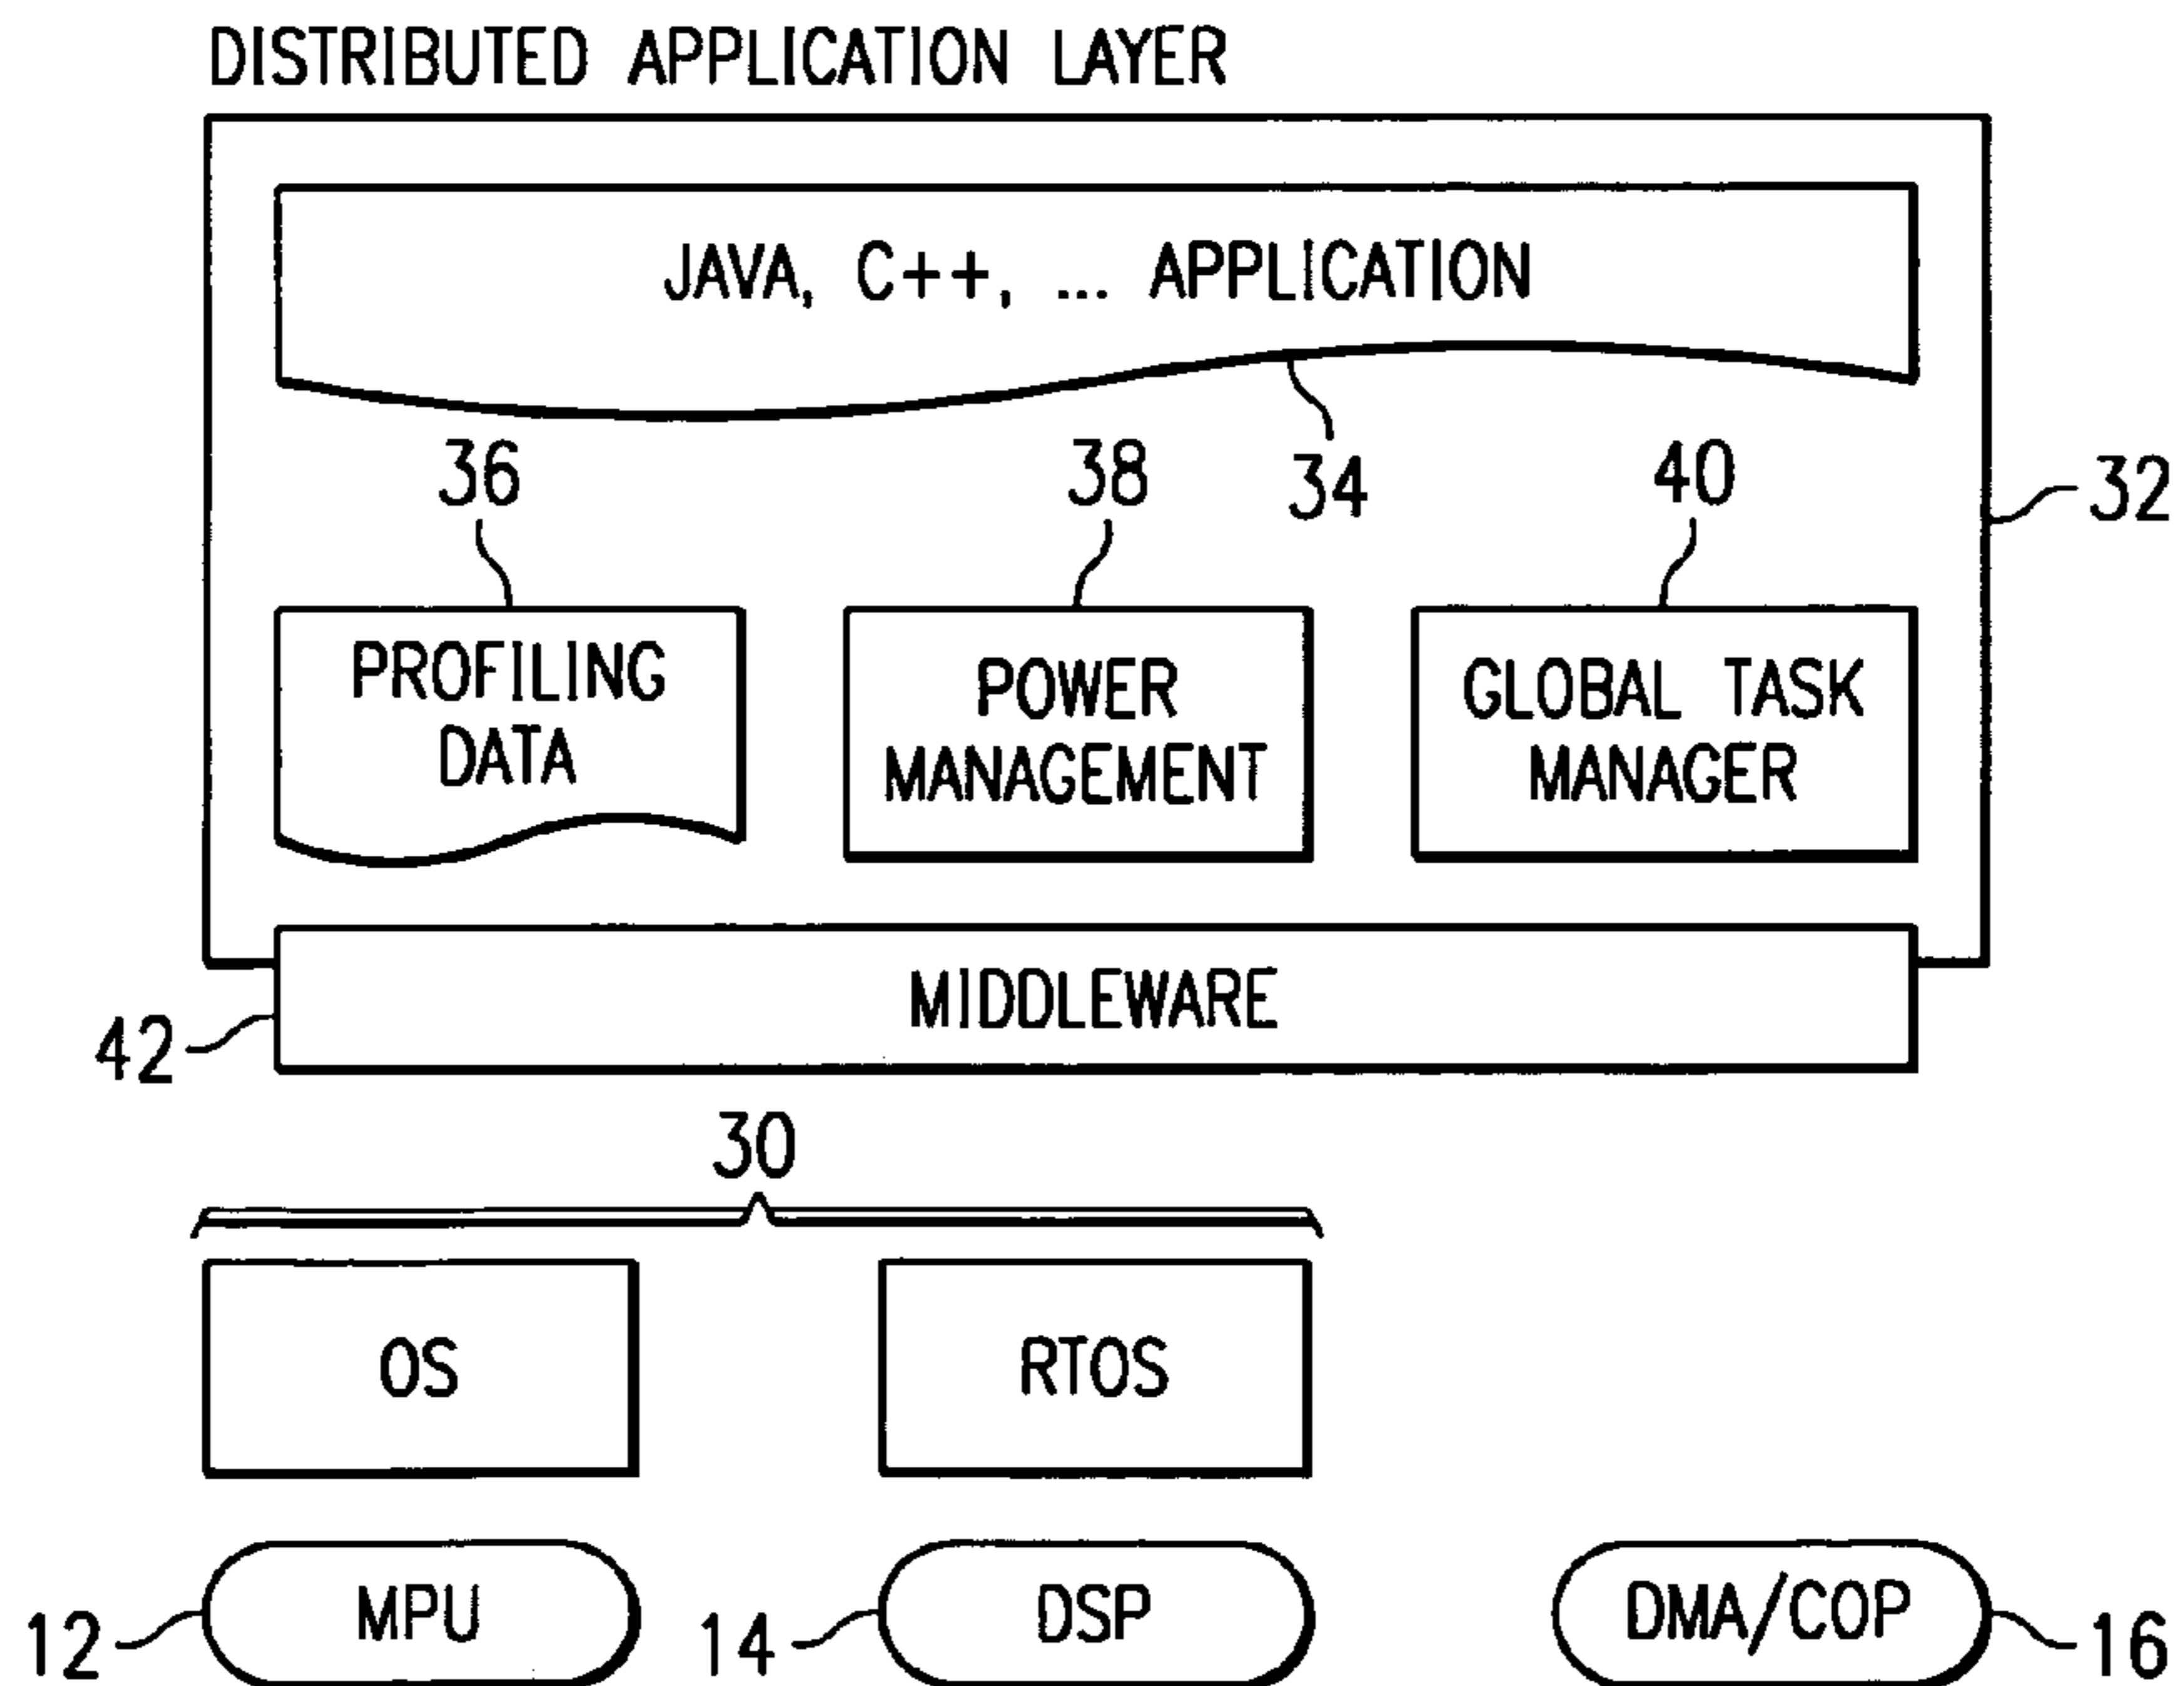 DISTRIBUTED APPLICATION LAYER
JAVA, C++, ... APPLICATION
36
38
34
40
32
PROFILING
DATA
POWER
MANAGEMENT
GLOBAL TASK
MANAGER
MIDDLEWARE
42
30
OS
RTOS
12
MPU
14
DSP
DMA/COP
16